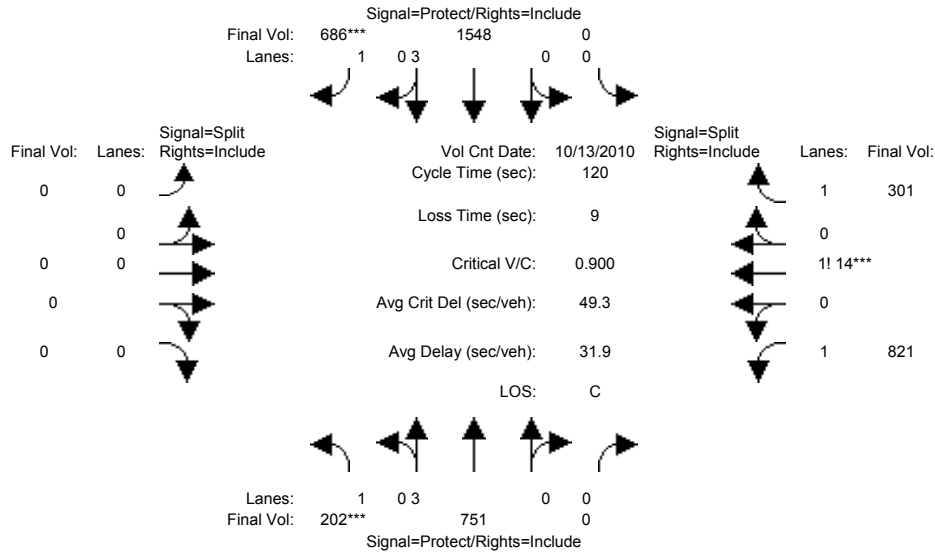 Signal=Protect/Rights=Include
Final Vol: 686*** 1548 0
Lanes: 1 0 3 0 0
Signal=Split
Rights=Include
Final Vol: Lanes:
0 0
0
0 0
0
0 0
Vol Cnt Date: 10/13/2010
Cycle Time (sec): 120
Loss Time (sec): 9
Critical V/C: 0.900
Avg Crit Del (sec/veh): 49.3
Avg Delay (sec/veh): 31.9
LOS: C
Signal=Split
Rights=Include
Lanes: Final Vol:
1 301
0
1! 14***
0
1 821
Lanes: 1 0 3 0 0
Final Vol: 202*** 751 0
Signal=Protect/Rights=Include